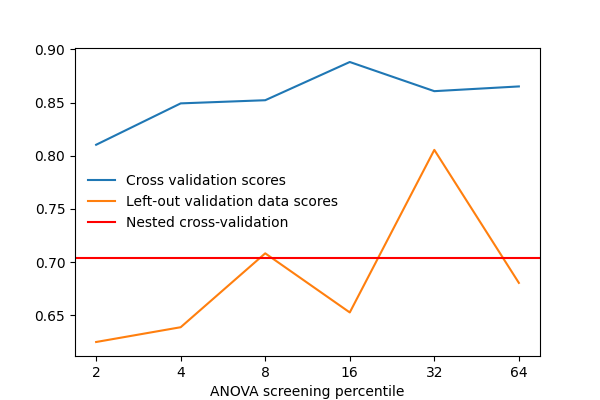 0.90
0.85
0.80
0.75
0.70
0.65
Cross validation scores
Left-out validation data scores
Nested cross-validation
2 4 8 16 32 64
ANOVA screening percentile